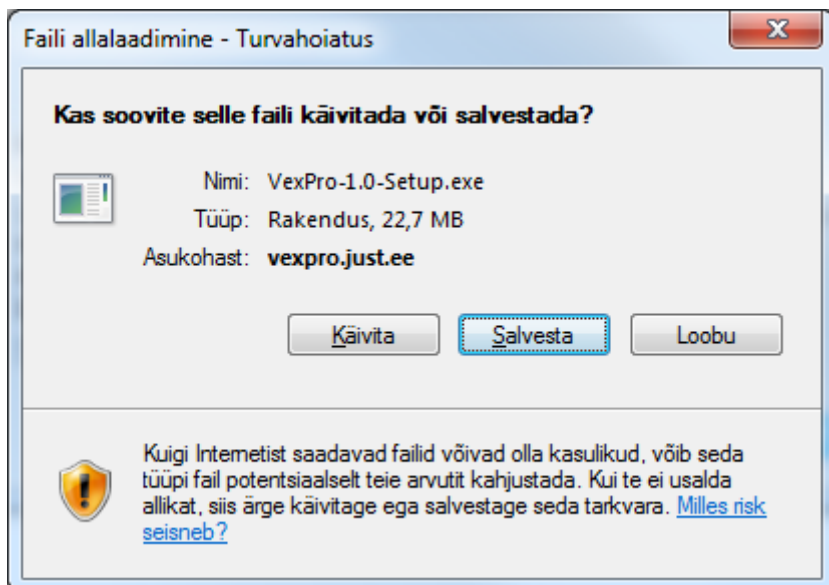 Faili allalaadimine - Turvahoiatus
Kas soovite selle faili käivitada või salvestada?
Nimi: VexPro-1.0-Setup.exe
Tüüp: Rakendus, 22,7 MB
Asukohast: vexpro.just.ee
Käivita Salvesta Loobu
Kuigi Internetist saadavad failid võivad olla kasulikud, võib seda
tüüpi fail potentsiaalselt teie arvutit kahjustada. Kui te ei usalda
allikat, siis ärge käivitage ega salvestage seda tarkvara. Milles risk
seisneb?